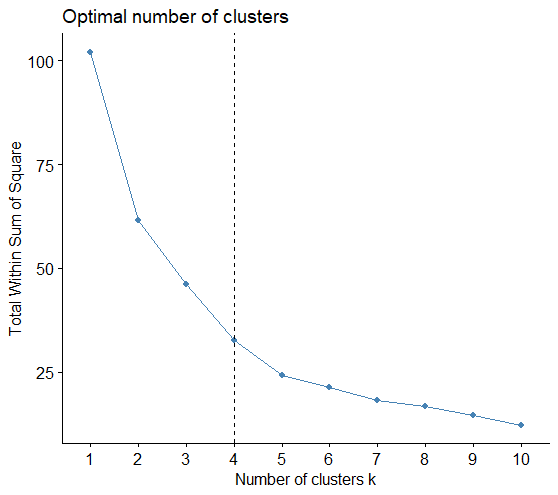 Optimal number of clusters
Total Within Sum of Square
100
75
50
25
1 2 3 4 5 6 7 8 9 10
Number of clusters k